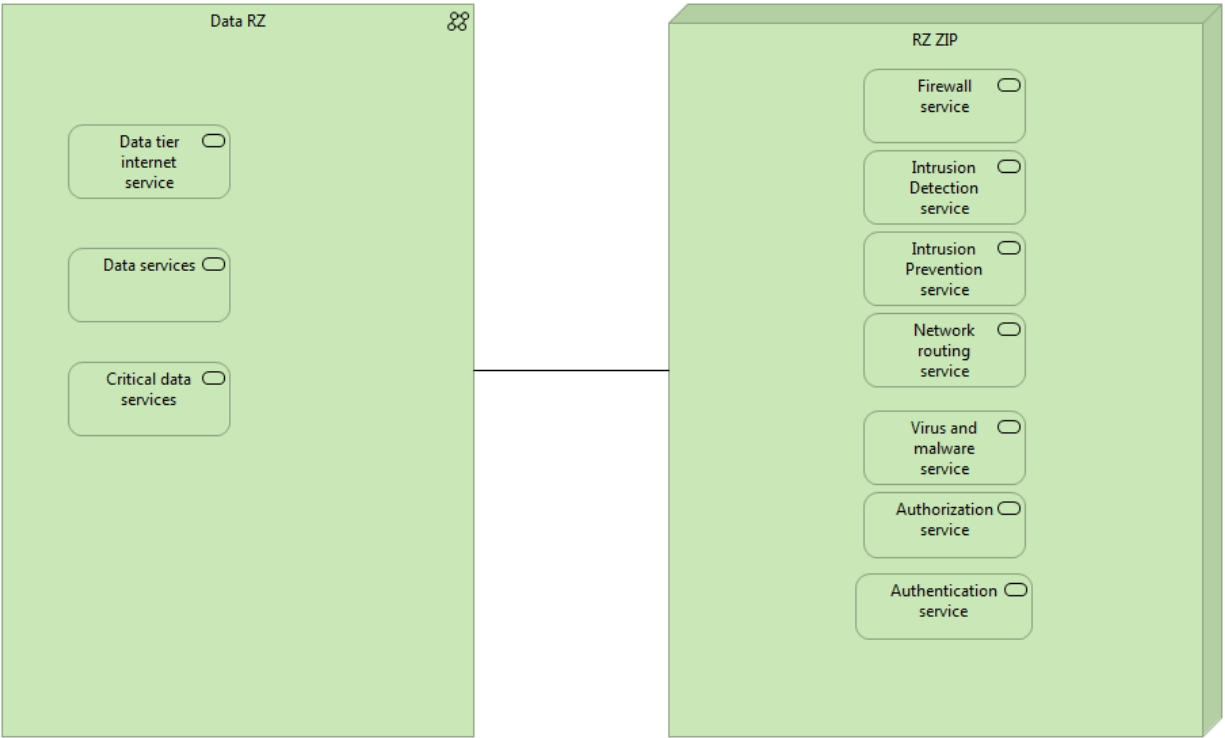 Data RZ
Data tier
internet
service
Data services
Critical data
services
RZ ZIP
Firewall
service
Intrusion
Detection
service
Intrusion
Prevention
service
Network
routing
service
Virus and
malware
service
Authorization
service
Authentication
service